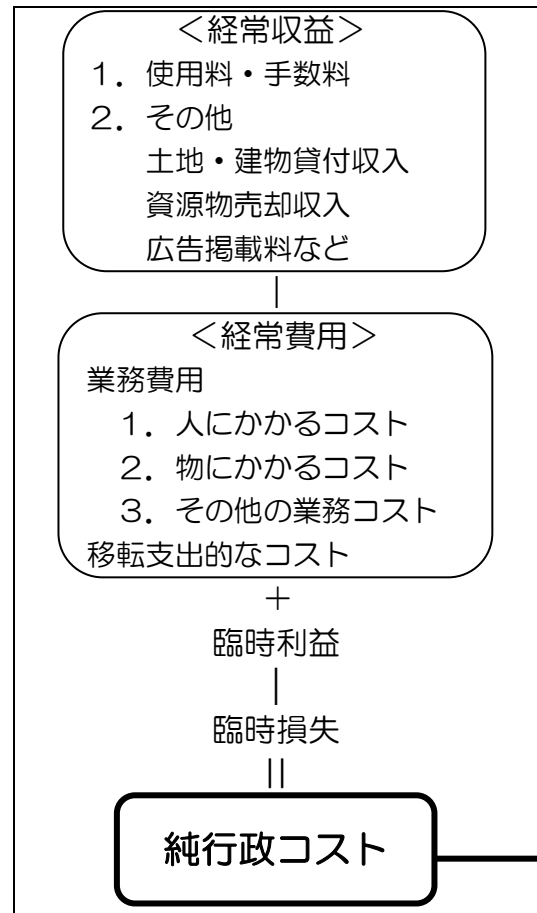 ＜経常収益＞
１．使用料・手数料
２．その他
土地・建物貸付収入
資源物売却収入
広告掲載料など
｜
＜経常費用＞
業務費用
１．人にかかるコスト
２．物にかかるコスト
３．その他の業務コスト
移転支出的なコスト
＋
臨時利益
｜
臨時損失
||
純行政コスト